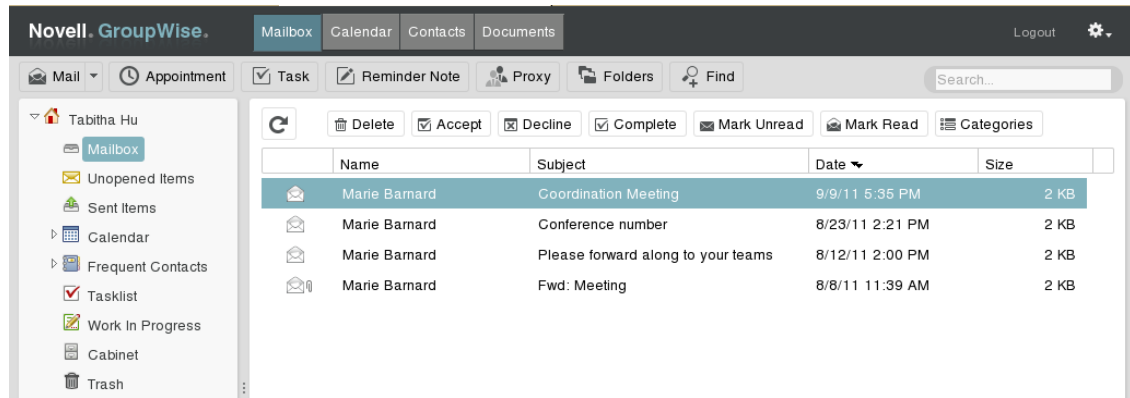 Novell. GroupWise. Mailbox Calendar Contacts Documents Logout
Mail Appointment Task Reminder Note Proxy Folders Find Search...
Tabitha Hu
Mailbox
Unopened Items
Sent Items
Calendar
Frequent Contacts
Tasklist
Work In Progress
Cabinet
Trash
Delete Accept Decline Complete Mark Unread Mark Read Categories
Name Subject Date Size
Marie Barnard Coordination Meeting 9/9/11 5:35 PM 2 KB
Marie Barnard Conference number 8/23/11 2:21 PM 2 KB
Marie Barnard Please forward along to your teams 8/12/11 2:00 PM 2 KB
Marie Barnard Fwd: Meeting 8/8/11 11:39 AM 2 KB